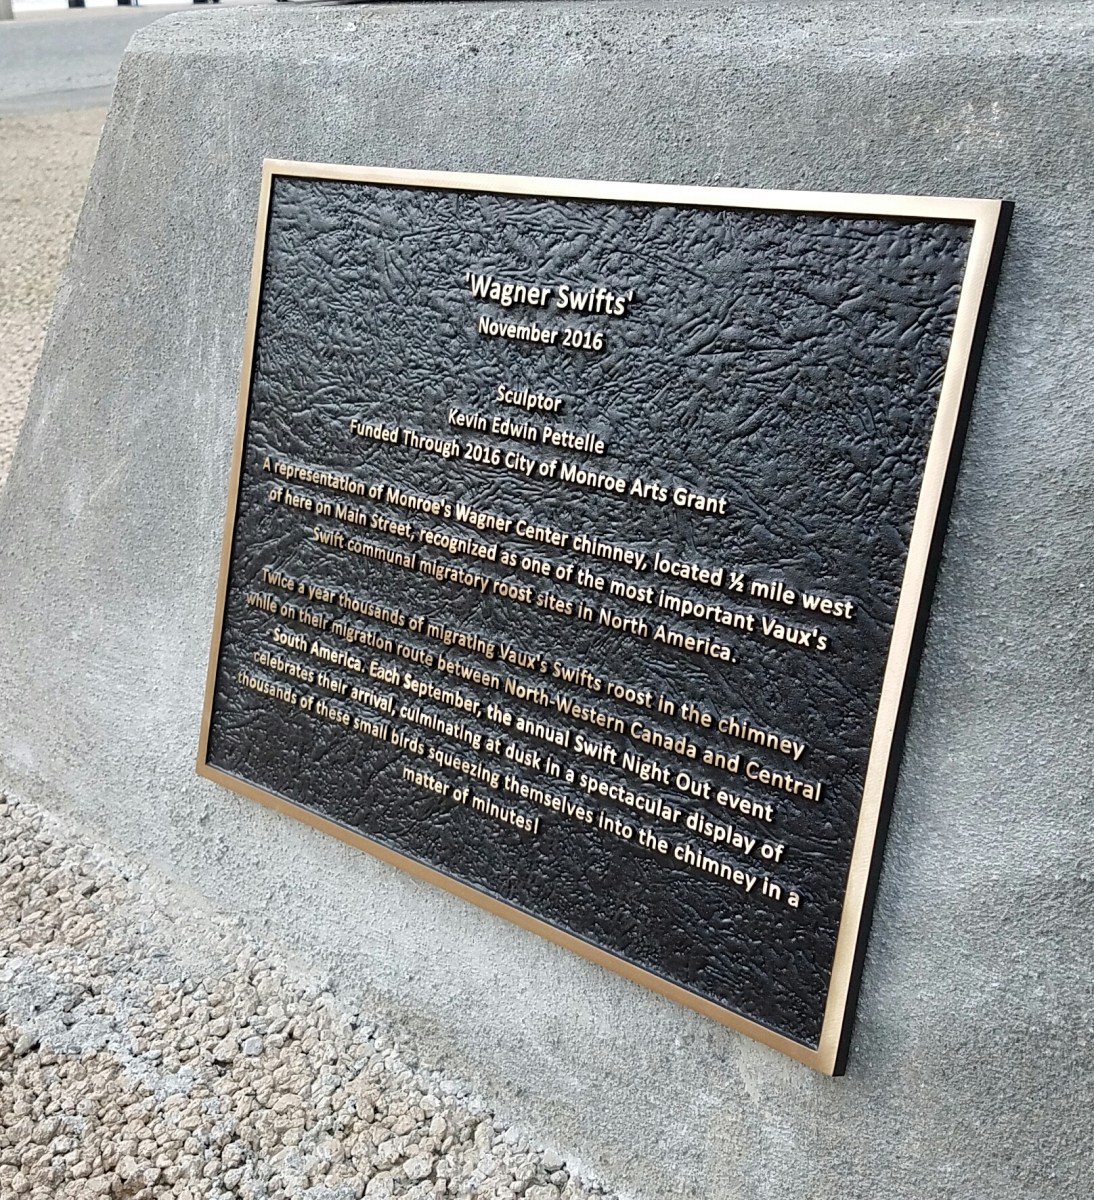 'Wagner Swifts'
November 2016
Sculptor
Kevin Edwin Pettelle
Funded Through 2016 City of Monroe Arts Grant
A representation of Monroe's Wagner Center chimney, located ½ mile west
of here on Main Street, recognized as one of the most important Vaux's
Swift communal migratory roost sites in North America.
Twice a year thousands of migrating Vaux's Swifts roost in the chimney
while on their migration route between North-Western Canada and Central
South America. Each September, the annual Swift Night Out event
celebrates their arrival, culminating at dusk in a spectacular display of
thousands of these small birds squeezing themselves into the chimney in a
matter of minutes!